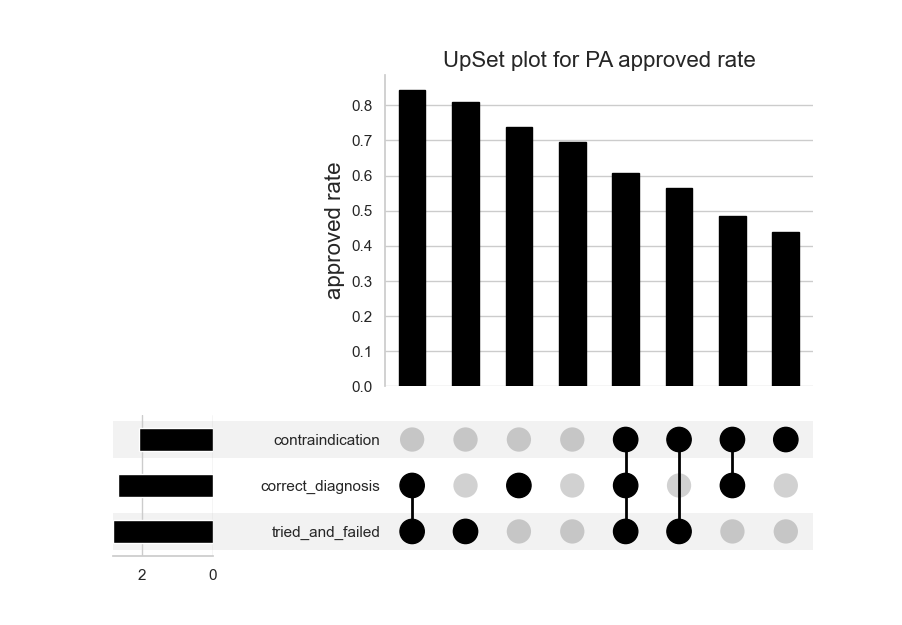 UpSet plot for PA approved rate
approved rate
0.8
0.7
0.6
0.5
0.4
0.3
0.2
0.1
0.0
contraindication
correct_diagnosis
tried_and_failed
2 0